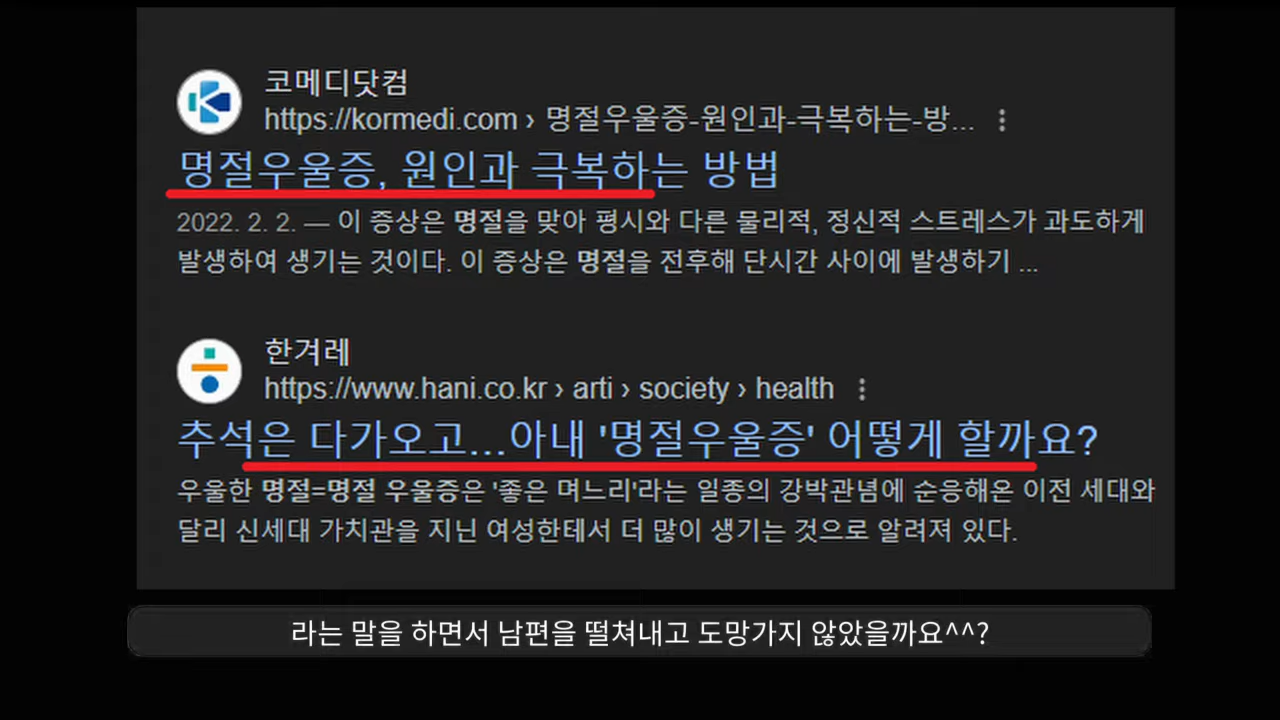 코메디닷컴
https://kormedi.com › 명절우울증-원인과-극복하는-방...
명절우울증, 원인과 극복하는 방법
2022. 2. 2. — 이 증상은 명절을 맞아 평시와 다른 물리적, 정신적 스트레스가 과도하게
발생하여 생기는 것이다. 이 증상은 명절을 전후해 단시간 사이에 발생하기 ...
한겨레
https://www.hani.co.kr › arti › society › health
추석은 다가오고...아내 '명절우울증' 어떻게 할까요?
우울한 명절=명절 우울증은 '좋은 며느리'라는 일종의 강박관념에 순응해온 이전 세대와
달리 신세대 가치관을 지닌 여성한테서 더 많이 생기는 것으로 알려져 있다.
라는 말을 하면서 남편을 떨쳐내고 도망가지 않았을까요^^?